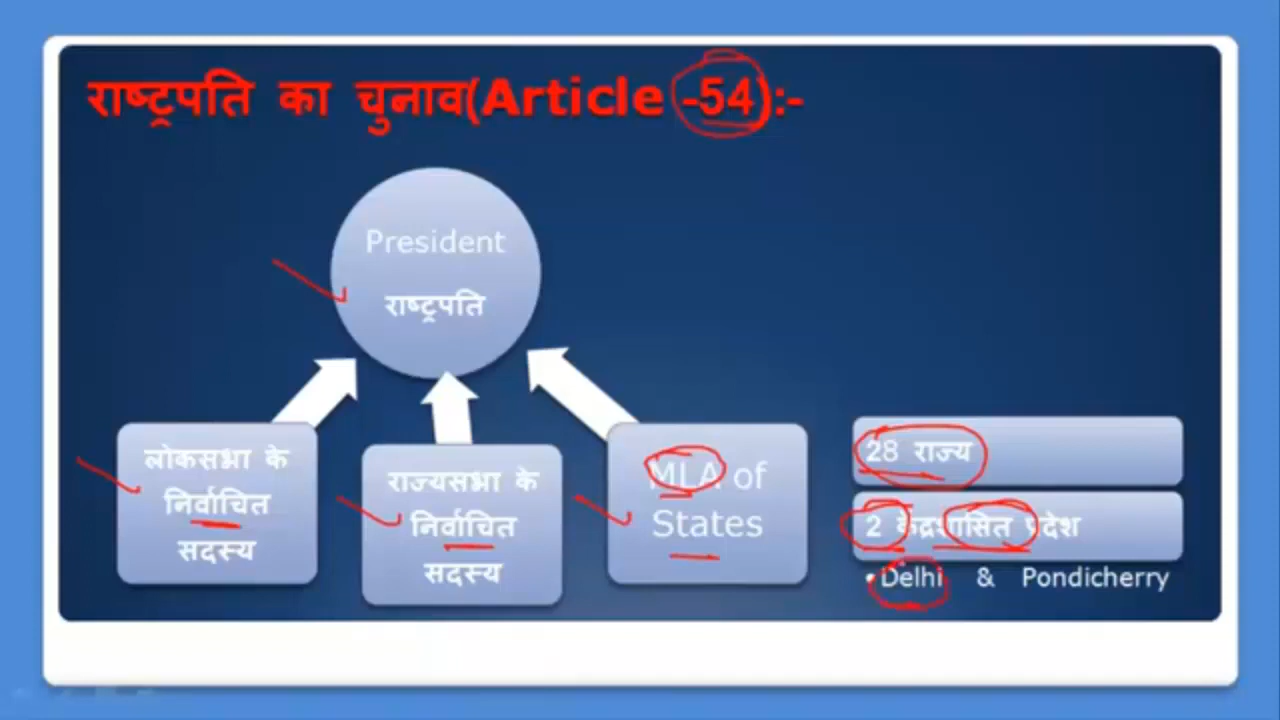 राष्ट्रपति का चुनाव(Article -54):-
President
राष्ट्रपति
लोकसभा के
निर्वाचित
सदस्य
राज्यसभा के
निर्वाचित
सदस्य
MLA of
States
28 राज्य
2 केंद्रशासित प्रदेश
•Delhi & Pondicherry